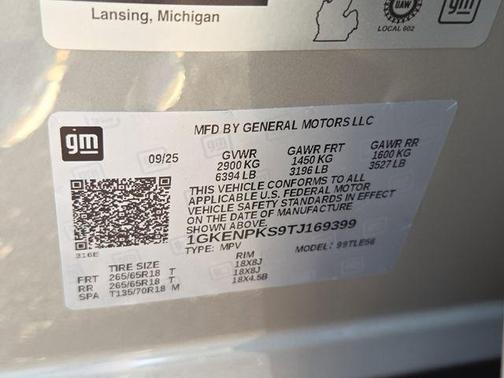 Lansing, Michigan
UAW
LOCAL 602
gm
gm
MFD BY GENERAL MOTORS LLC
09/25 GVWR GAWR FRT GAWR RR
2900 KG 1450 KG 1600 KG
6394 LB 3196 LB 3527 LB
THIS VEHICLE CONFORMS TO ALL
APPLICABLE U.S. FEDERAL MOTOR
VEHICLE SAFETY STANDARDS IN EFFECT
ON THE DATE OF MANUFACTURE
SHOWN ABOVE
1GKENPKS9TJ169399
TYPE: MPV MODEL: 99TLE56
316E
TIRE SIZE RIM
FRT 265/65R18 T 18X8J
RR 265/65R18 T 18X8J
SPA T135/70R18 M 18X4.5B